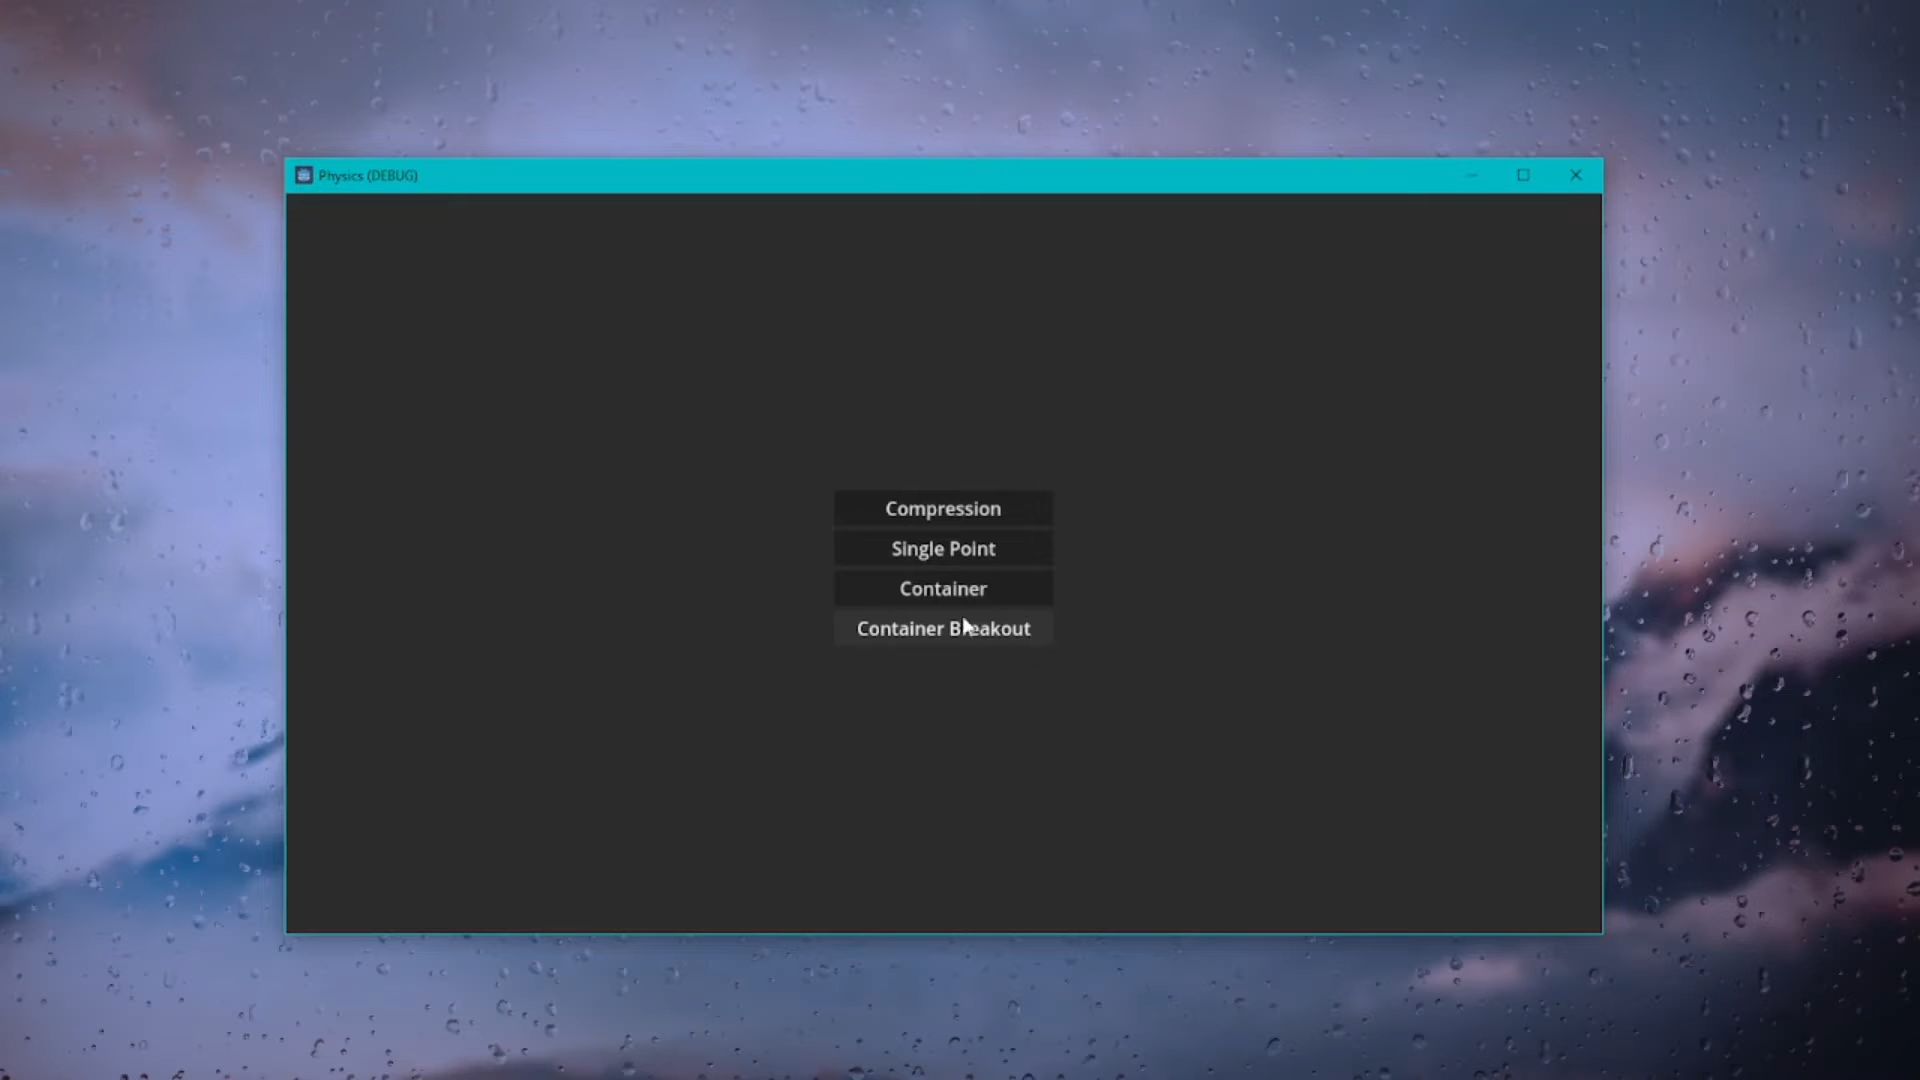 Physics (DEBUG)
Compression
Single Point
Container
Container Breakout